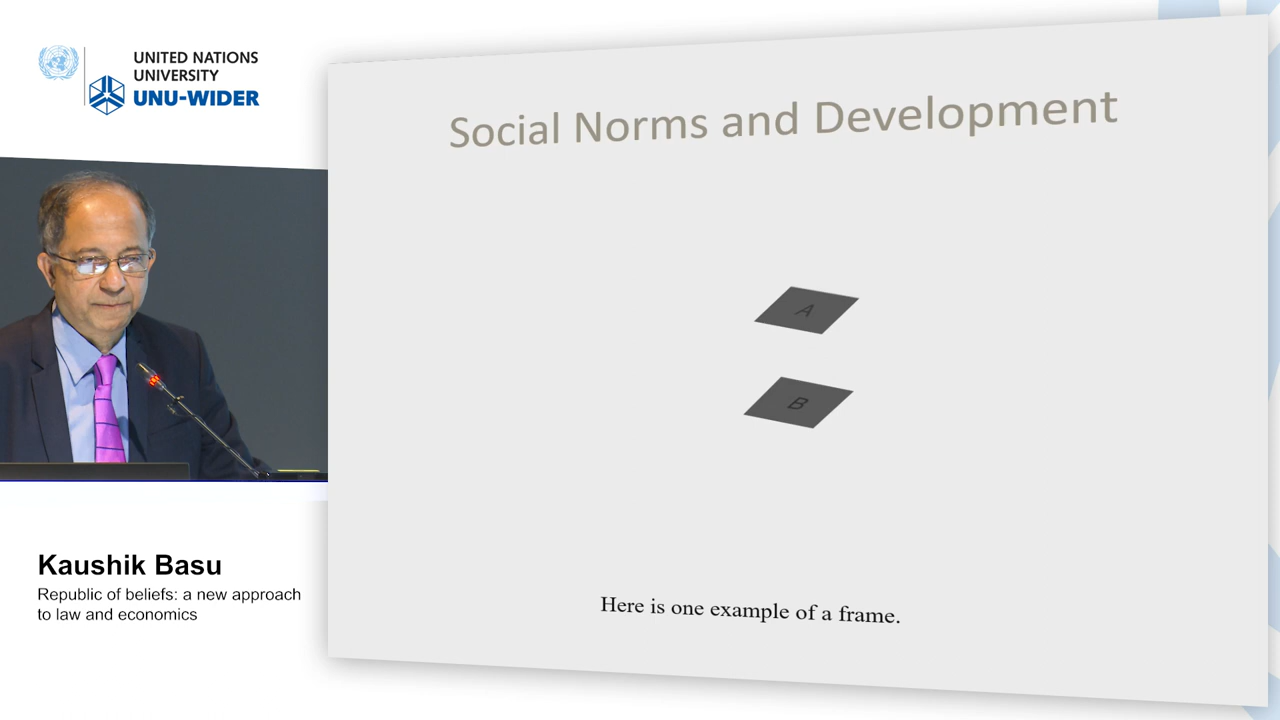 UNITED NATIONS
UNIVERSITY
UNU-WIDER
Social Norms and Development
A
B
Here is one example of a frame.
Kaushik Basu
Republic of beliefs: a new approach
to law and economics